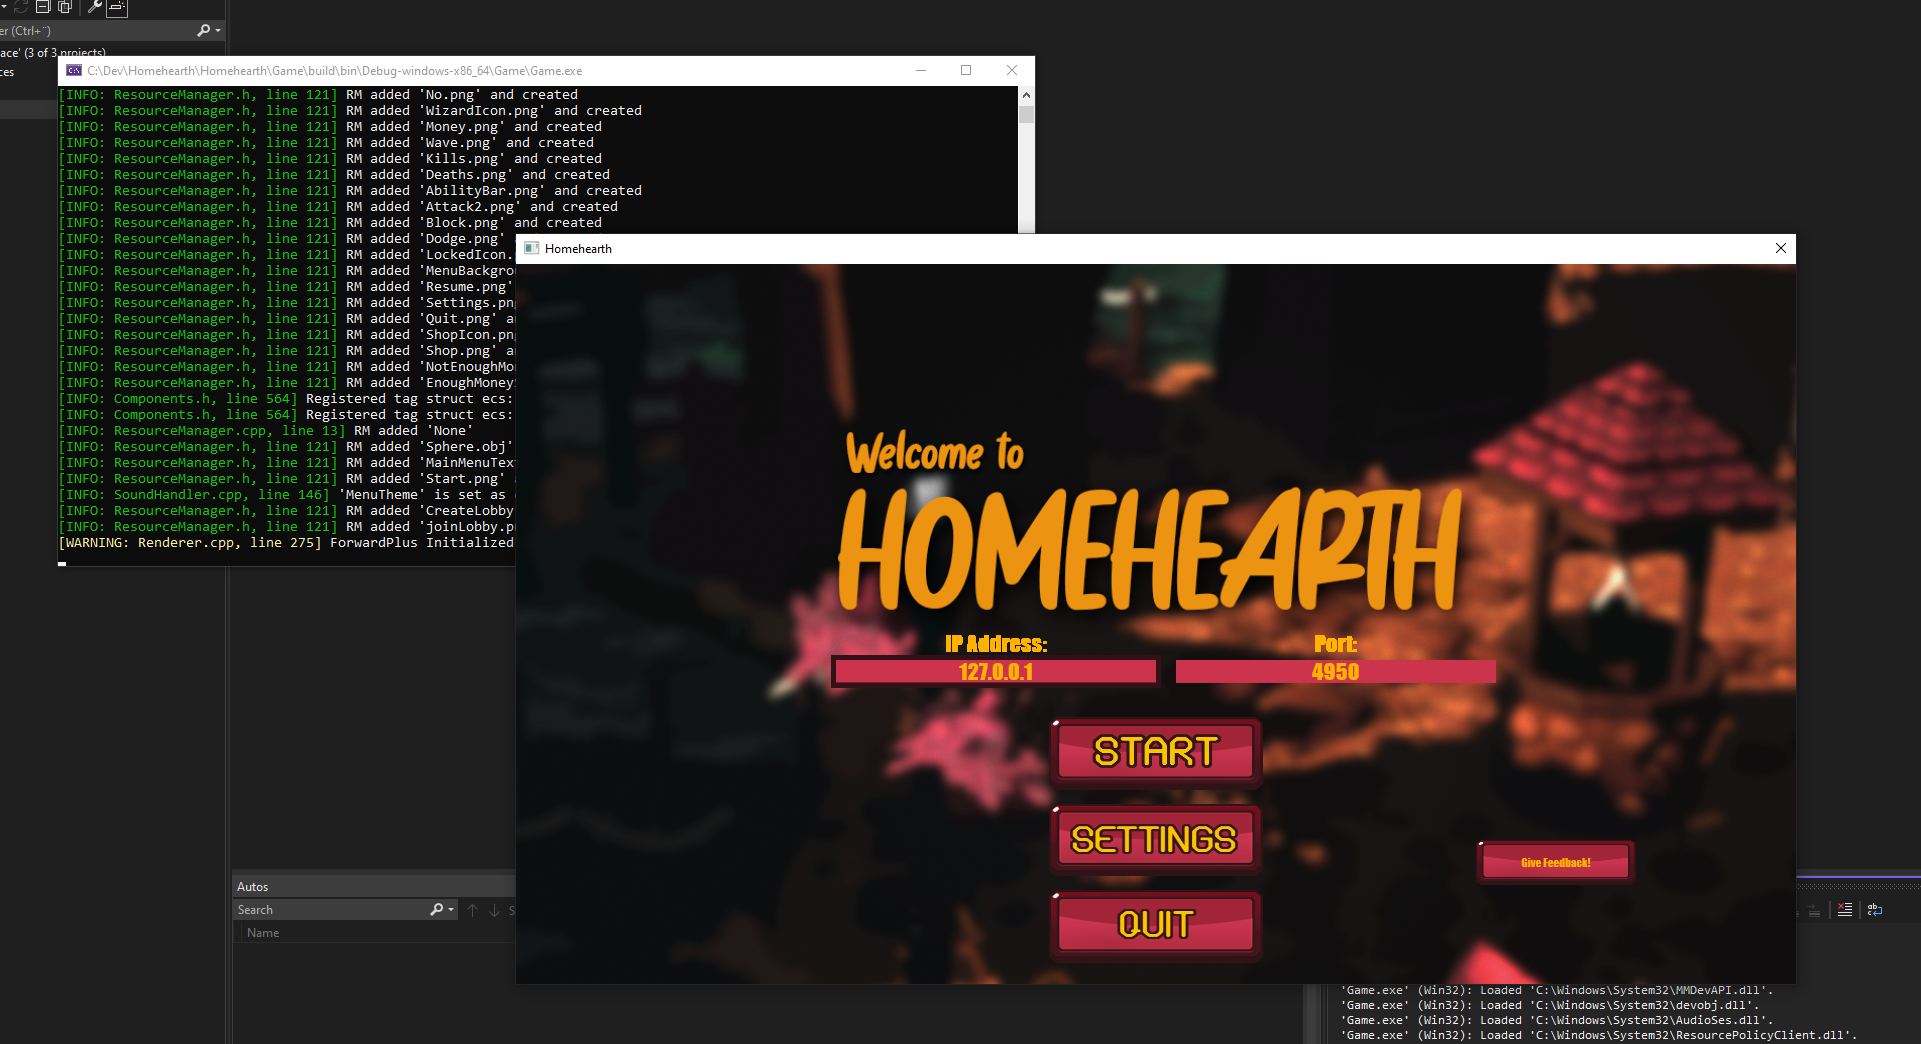 er (Ctrl+¨)
ace' (3 of 3 projects)
ces
C:\Dev\Homehearth\Homehearth\Game\build\bin\Debug-windows-x86_64\Game\Game.exe
[INFO: ResourceManager.h, line 121] RM added 'No.png' and created
[INFO: ResourceManager.h, line 121] RM added 'WizardIcon.png' and created
[INFO: ResourceManager.h, line 121] RM added 'Money.png' and created
[INFO: ResourceManager.h, line 121] RM added 'Wave.png' and created
[INFO: ResourceManager.h, line 121] RM added 'Kills.png' and created
[INFO: ResourceManager.h, line 121] RM added 'Deaths.png' and created
[INFO: ResourceManager.h, line 121] RM added 'AbilityBar.png' and created
[INFO: ResourceManager.h, line 121] RM added 'Attack2.png' and created
[INFO: ResourceManager.h, line 121] RM added 'Block.png' and created
[INFO: ResourceManager.h, line 121] RM added 'Dodge.png'
[INFO: ResourceManager.h, line 121] RM added 'LockedIcon.
[INFO: ResourceManager.h, line 121] RM added 'MenuBackgrou
[INFO: ResourceManager.h, line 121] RM added 'Resume.png'
[INFO: ResourceManager.h, line 121] RM added 'Settings.png
[INFO: ResourceManager.h, line 121] RM added 'Quit.png' an
[INFO: ResourceManager.h, line 121] RM added 'ShopIcon.png
[INFO: ResourceManager.h, line 121] RM added 'Shop.png' an
[INFO: ResourceManager.h, line 121] RM added 'NotEnoughMon
[INFO: ResourceManager.h, line 121] RM added 'EnoughMoney
[INFO: Components.h, line 564] Registered tag struct ecs:
[INFO: Components.h, line 564] Registered tag struct ecs:
[INFO: ResourceManager.cpp, line 13] RM added 'None'
[INFO: ResourceManager.h, line 121] RM added 'Sphere.obj'
[INFO: ResourceManager.h, line 121] RM added 'MainMenuText
[INFO: ResourceManager.h, line 121] RM added 'Start.png'
[INFO: SoundHandler.cpp, line 146] 'MenuTheme' is set as
[INFO: ResourceManager.h, line 121] RM added 'CreateLobby
[INFO: ResourceManager.h, line 121] RM added 'joinLobby.pn
[WARNING: Renderer.cpp, line 275] ForwardPlus Initialized
Homehearth
Welcome to
HOMEHEARTH
IP Address:
Port:
127.0.0.1
4950
START
SETTINGS
QUIT
Give Feedback!
Autos
Search
Name
'Game.exe' (Win32): Loaded 'C:\Windows\System32\MMDevAPI.dll'.
'Game.exe' (Win32): Loaded 'C:\Windows\System32\devobj.dll'.
'Game.exe' (Win32): Loaded 'C:\Windows\System32\AudioSes.dll'.
'Game.exe' (Win32): Loaded 'C:\Windows\System32\ResourcePolicyClient.dll'.